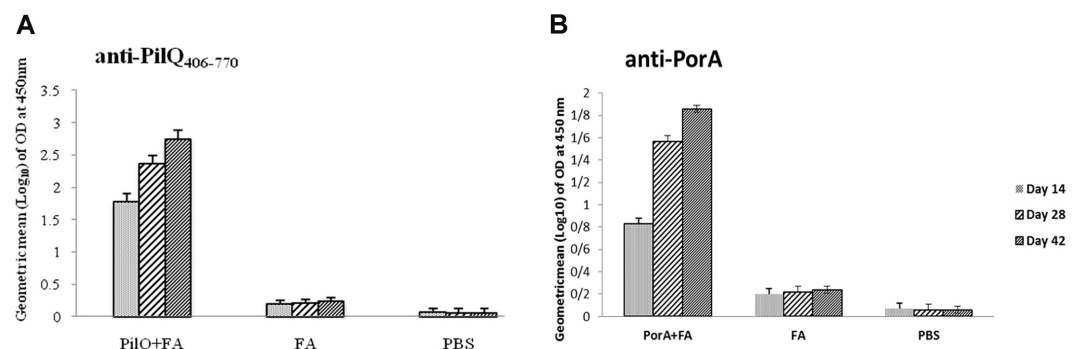 A
anti-PilQ406-770
Geometric mean (Log10) of OD at 450nm
3.5
3
2.5
2
1.5
1
0.5
0
PilO+FA FA PBS
B
anti-PorA
Geometricmean (Log10) of OD at 450 nm
2
1/8
1/6
1/4
1/2
1
0/8
0/6
0/4
0/2
0
PorA+FA FA PBS
Day 14
Day 28
Day 42